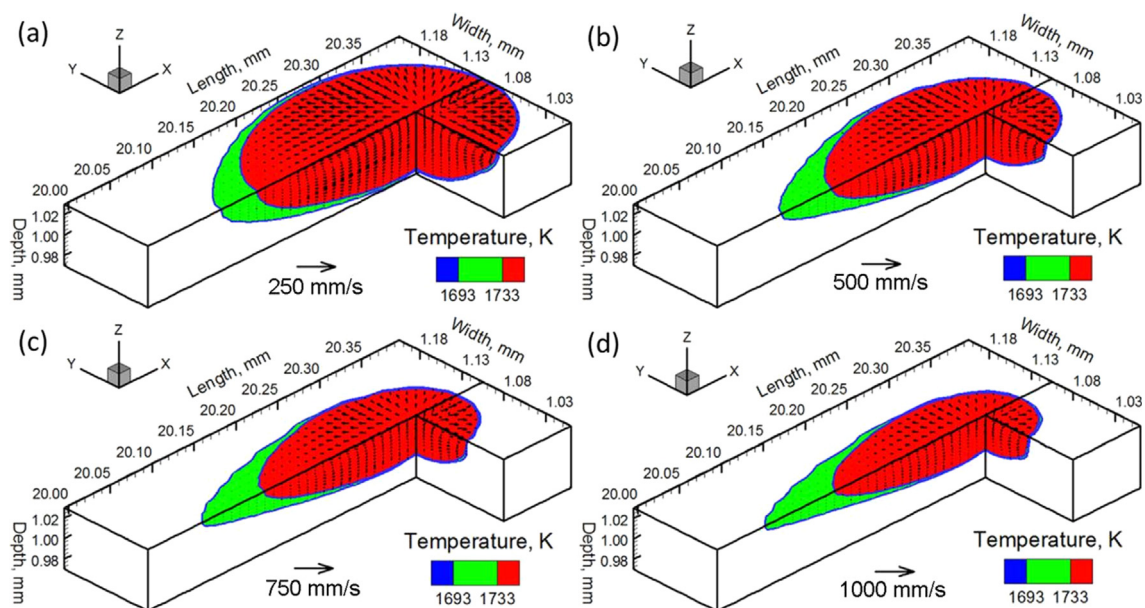 (a)
Z
Y
X
Length, mm
Width, mm
20.00
20.05
20.10
20.15
20.20
20.25
20.30
20.35
1.18
1.13
1.08
1.03
1.02
1.00
0.98
Depth, mm
250 mm/s
Temperature, K
1693 1733
(b)
Z
Y
X
Length, mm
Width, mm
20.00
20.05
20.10
20.15
20.20
20.25
20.30
20.35
1.18
1.13
1.08
1.03
1.02
1.00
0.98
Depth, mm
500 mm/s
Temperature, K
1693 1733
(c)
Z
Y
X
Length, mm
Width, mm
20.00
20.05
20.10
20.15
20.20
20.25
20.30
20.35
1.18
1.13
1.08
1.03
1.02
1.00
0.98
Depth, mm
750 mm/s
Temperature, K
1693 1733
(d)
Z
Y
X
Length, mm
Width, mm
20.00
20.05
20.10
20.15
20.20
20.25
20.30
20.35
1.18
1.13
1.08
1.03
1.02
1.00
0.98
Depth, mm
1000 mm/s
Temperature, K
1693 1733